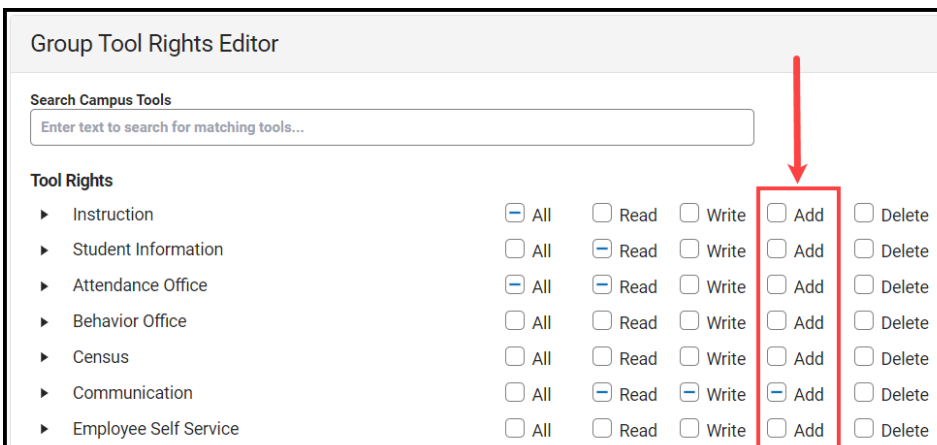 Group Tool Rights Editor
Search Campus Tools
Enter text to search for matching tools...
Tool Rights
Instruction All Read Write Add Delete
Student Information All Read Write Add Delete
Attendance Office All Read Write Add Delete
Behavior Office All Read Write Add Delete
Census All Read Write Add Delete
Communication All Read Write Add Delete
Employee Self Service All Read Write Add Delete